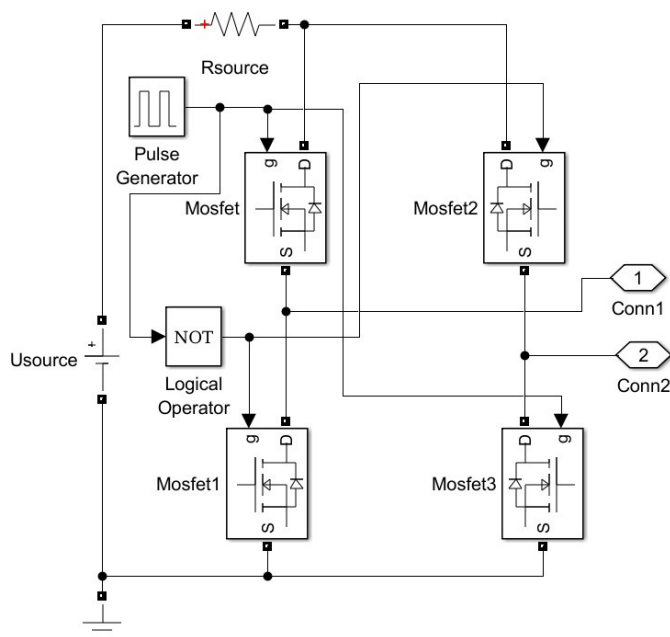 +
Rsource
Pulse
Generator
g
D
Mosfet
S
D
g
Mosfet2
S
1
Conn1
+
Usource
NOT
Logical
Operator
2
Conn2
g
D
Mosfet1
S
D
g
Mosfet3
S